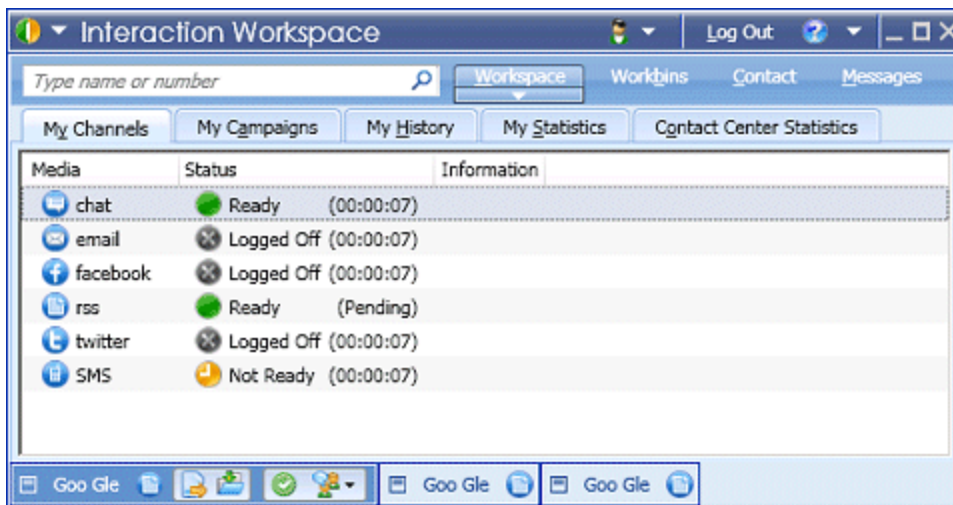 Interaction Workspace Log Out
Type name or number Workspace Workbins Contact Messages
My Channels My Campaigns My History My Statistics Contact Center Statistics
Media Status Information
chat Ready (00:00:07)
email Logged Off (00:00:07)
facebook Logged Off (00:00:07)
rss Ready (Pending)
twitter Logged Off (00:00:07)
SMS Not Ready (00:00:07)
Goo Gle Goo Gle Goo Gle